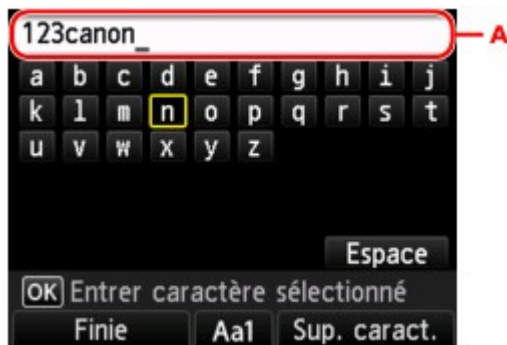 123canon_ A
a b c d e f g h i j
k l m n o p q r s t
u v w x y z
Espace
OK Entrer caractère sélectionné
Finie Aa1 Sup. caract.